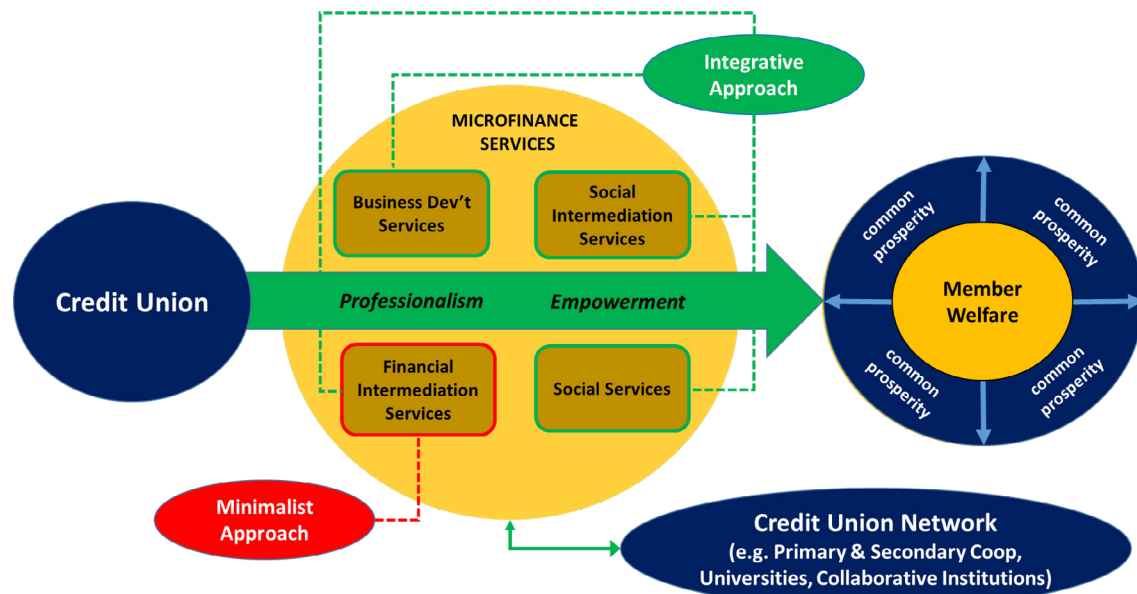 Integrative
Approach
MICROFINANCE
SERVICES
Business Dev't
Services
Social
Intermediation
Services
Credit Union
Professionalism
Empowerment
Financial
Intermediation
Services
Social Services
Minimalist
Approach
common
prosperity
common
prosperity
Member
Welfare
common
prosperity
common
prosperity
Credit Union Network
(e.g. Primary & Secondary Coop,
Universities, Collaborative Institutions)